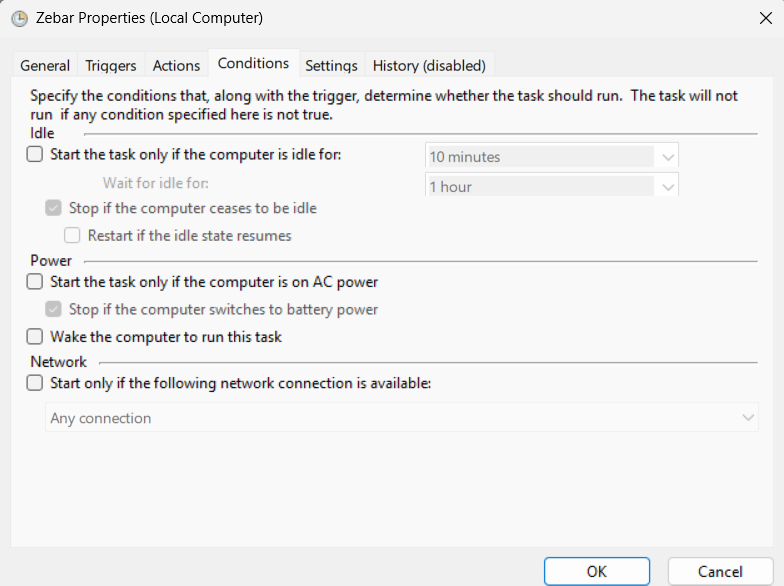 Zebar Properties (Local Computer)
General Triggers Actions Conditions Settings History (disabled)
Specify the conditions that, along with the trigger, determine whether the task should run.  The task will not
run  if any condition specified here is not true.
Idle
Start the task only if the computer is idle for: 10 minutes
Wait for idle for: 1 hour
Stop if the computer ceases to be idle
Restart if the idle state resumes
Power
Start the task only if the computer is on AC power
Stop if the computer switches to battery power
Wake the computer to run this task
Network
Start only if the following network connection is available:
Any connection
OK Cancel